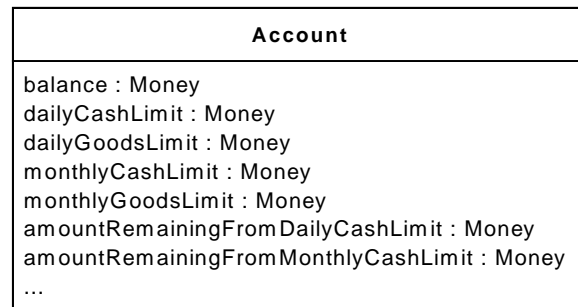 Account
balance : Money
dailyCashLimit : Money
dailyGoodsLimit : Money
monthlyCashLimit : Money
monthlyGoodsLimit : Money
amountRemainingFromDailyCashLimit : Money
amountRemainingFromMonthlyCashLimit : Money
...